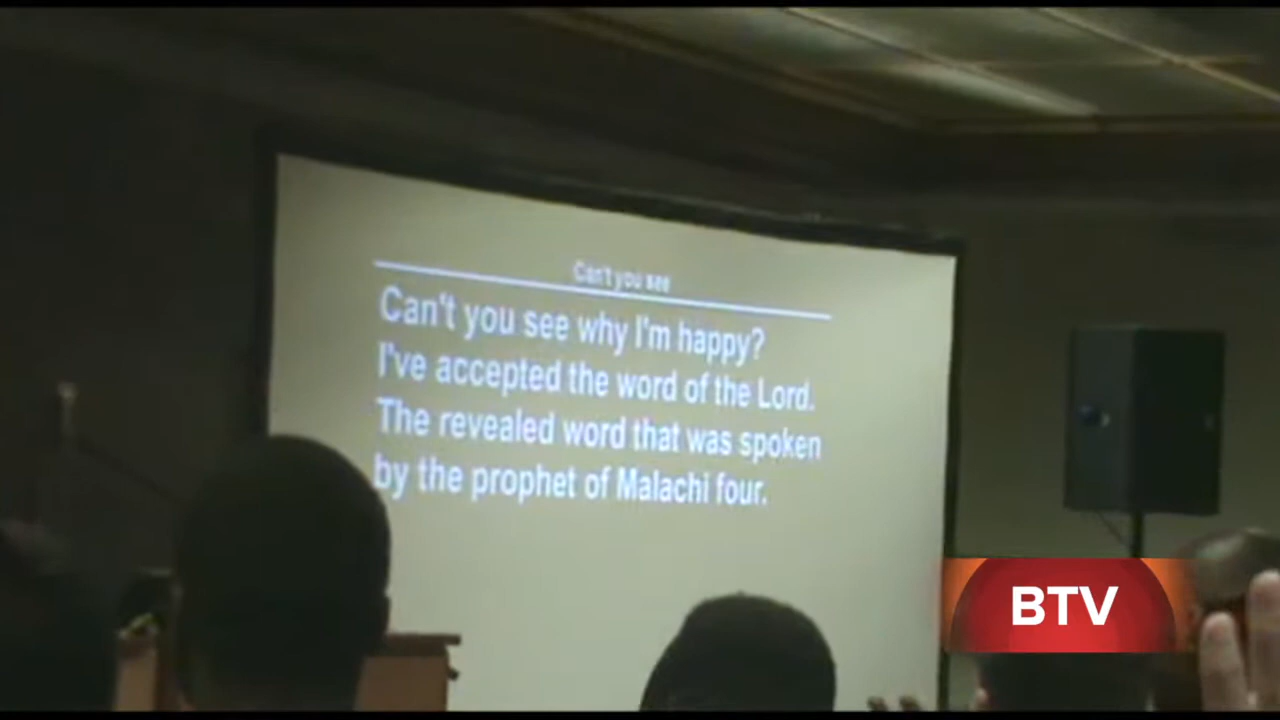 Can't you see
Can't you see why I'm happy?
I've accepted the word of the Lord.
The revealed word that was spoken
by the prophet of Malachi four.
BTV